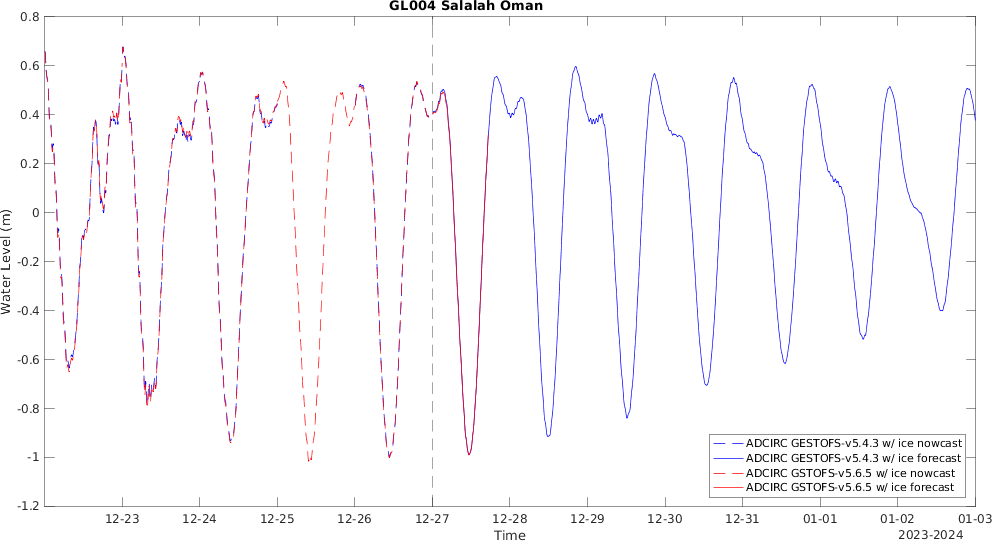 GL004 Salalah Oman
0.8
0.6
0.4
0.2
0
-0.2
-0.4
-0.6
-0.8
-1
-1.2
Water Level (m)
ADCIRC GESTOFS-v5.4.3 w/ ice nowcast
ADCIRC GESTOFS-v5.4.3 w/ ice forecast
ADCIRC GSTOFS-v5.6.5 w/ ice nowcast
ADCIRC GSTOFS-v5.6.5 w/ ice forecast
12-23 12-24 12-25 12-26 12-27 12-28 12-29 12-30 12-31 01-01 01-02 01-03
Time
2023-2024